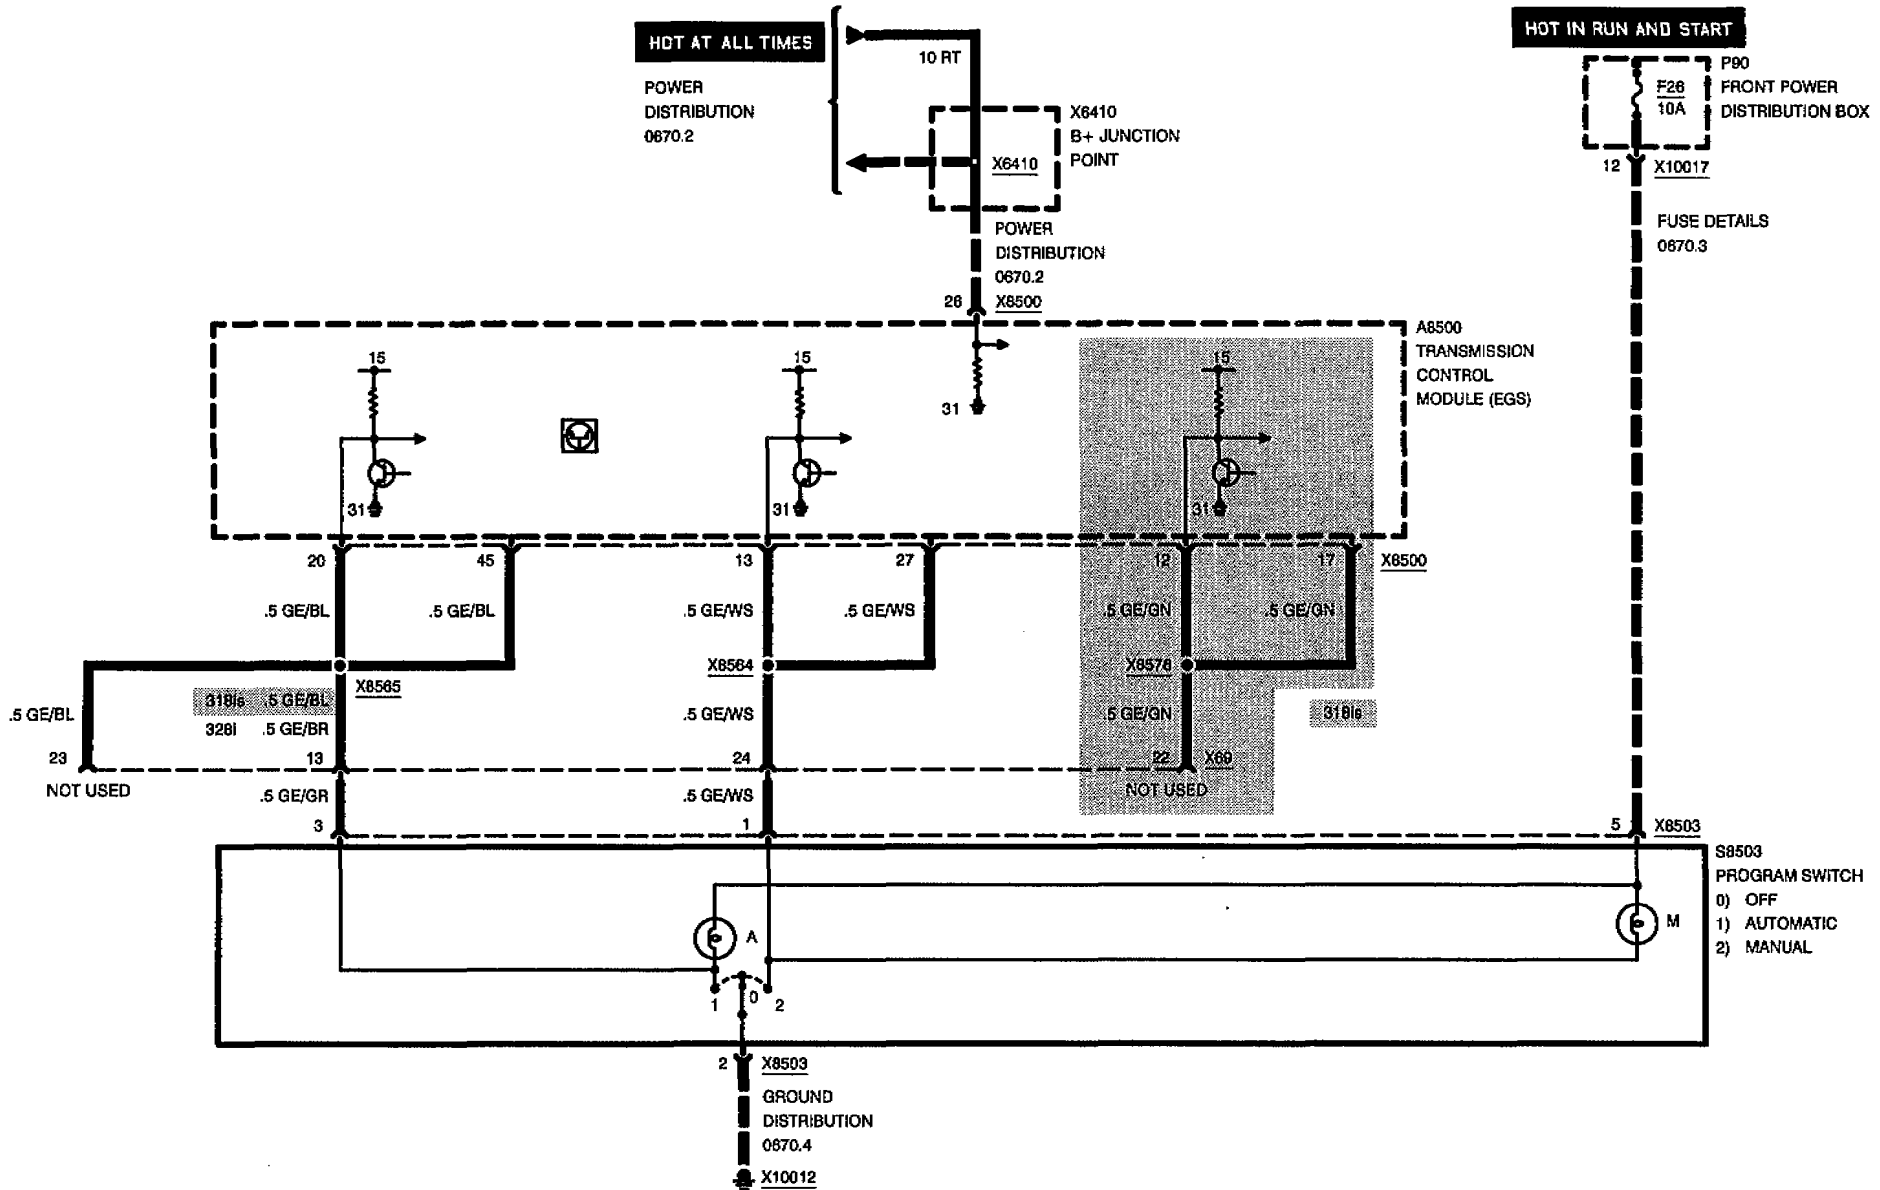 HOT AT ALL TIMES
POWER
DISTRIBUTION
0670.2
10 RT
X6410
B+ JUNCTION
POINT
X6410
POWER
DISTRIBUTION
0670.2
26 X8500
HOT IN RUN AND START
P90
FRONT POWER
DISTRIBUTION BOX
F26
10A
12 X10017
FUSE DETAILS
0670.3
A8500
TRANSMISSION
CONTROL
MODULE (EGS)
15
15
15
31
31
31
31
20
45
13
27
12
17
X8500
.5 GE/BL
.5 GE/BL
.5 GE/WS
.5 GE/WS
.5 GE/GN
.5 GE/GN
X8565
X8564
X8578
.5 GE/BL
318is .5 GE/BL
328i .5 GE/BR
.5 GE/WS
.5 GE/GN
318is
23
13
24
22
X69
NOT USED
NOT USED
.5 GE/GR
.5 GE/WS
3
1
5
X8503
S8503
PROGRAM SWITCH
0) OFF
1) AUTOMATIC
2) MANUAL
A
M
1
0
2
2 X8503
GROUND
DISTRIBUTION
0670.4
X10012